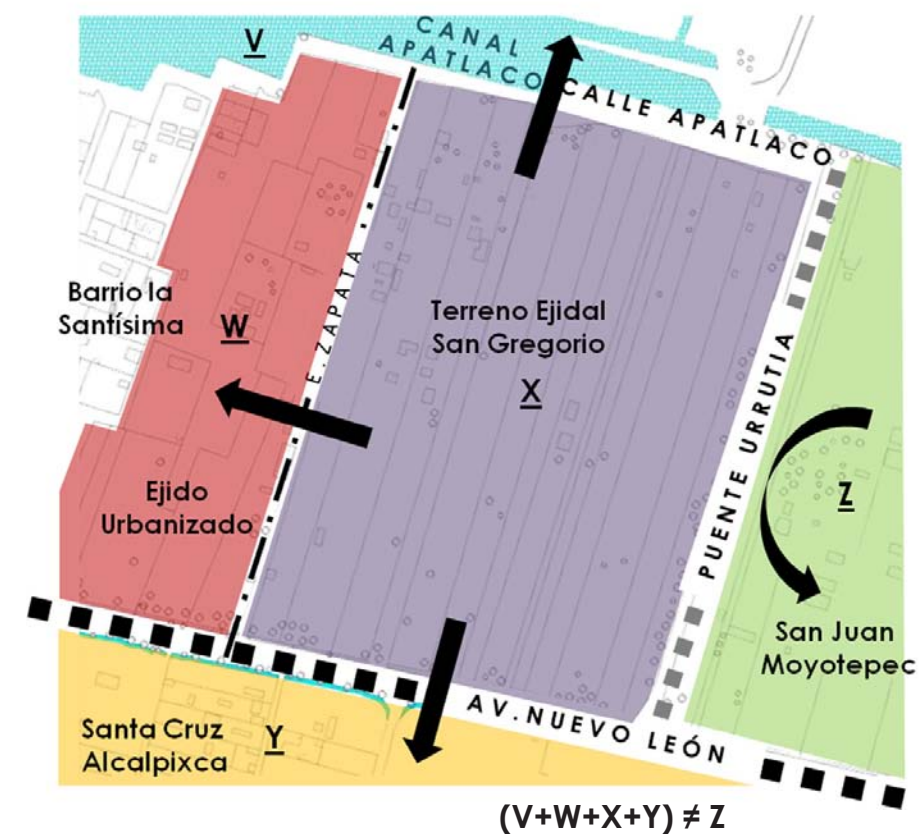 V
CANAL
APATLACO
CALLE APATLACO
Barrio la
Santísima
W
E. ZAPATA
Terreno Ejidal
San Gregorio
X
PUENTE URRUTIA
Z
Ejido
Urbanizado
San Juan
Moyotepec
AV. NUEVO LEÓN
Santa Cruz
Alcalpixca
Y
(V+W+X+Y) ≠ Z